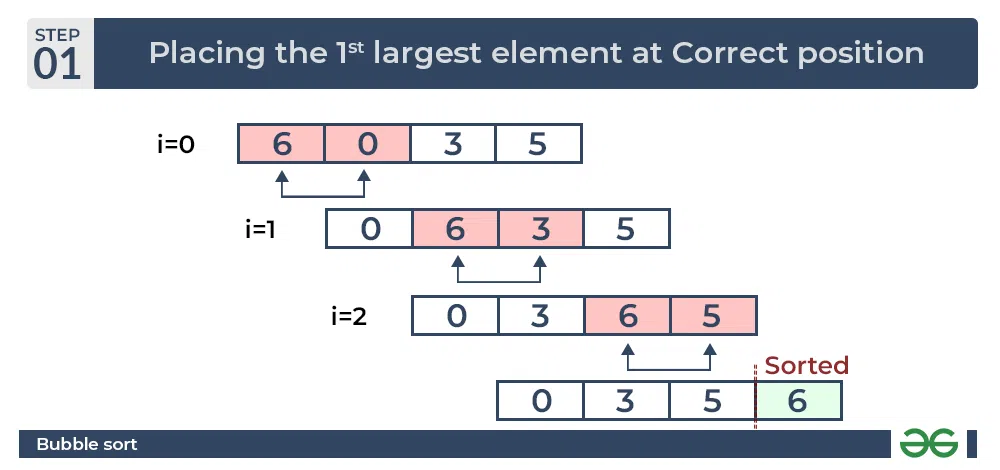 STEP
01
Placing the 1st largest element at Correct position
i=0 6 0 3 5
i=1 0 6 3 5
i=2 0 3 6 5
Sorted
0 3 5 6
Bubble sort